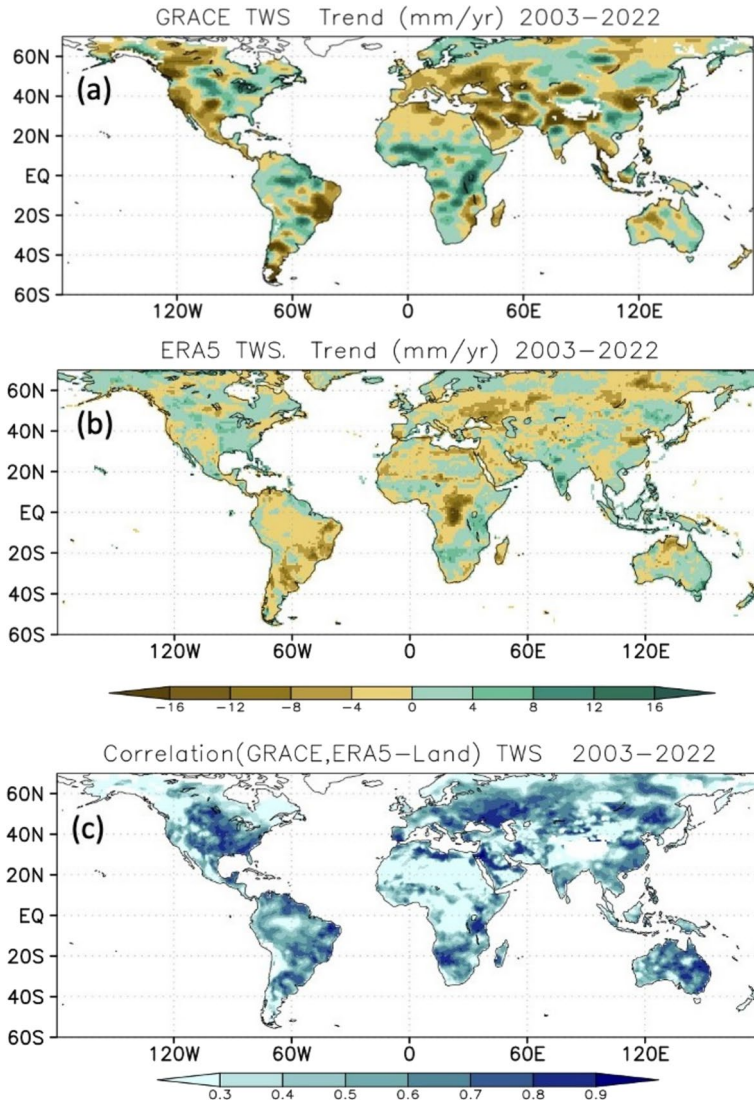 GRACE TWS Trend (mm/yr) 2003−2022
(a)
60N
40N
20N
EQ
20S
40S
60S
120W 60W 0 60E 120E
ERA5 TWS. Trend (mm/yr) 2003−2022
(b)
60N
40N
20N
EQ
20S
40S
60S
120W 60W 0 60E 120E
−16 −12 −8 −4 0 4 8 12 16
Correlation(GRACE,ERA5−Land) TWS 2003−2022
(c)
60N
40N
20N
EQ
20S
40S
60S
120W 60W 0 60E 120E
0.3 0.4 0.5 0.6 0.7 0.8 0.9